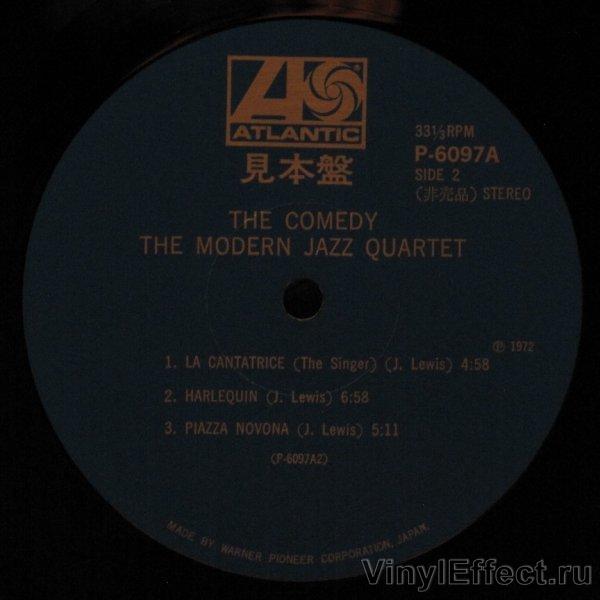 ATLANTIC
見本盤
33⅓RPM
P-6097A
SIDE 2
(非売品) STEREO
THE COMEDY
THE MODERN JAZZ QUARTET
℗ 1972
1. LA CANTATRICE (The Singer) (J. Lewis) 4:58
2. HARLEQUIN (J. Lewis) 6:58
3. PIAZZA NOVONA (J. Lewis) 5:11
(P-6097A2)
MADE BY WARNER PIONEER CORPORATION, JAPAN.
VinylEffect.ru